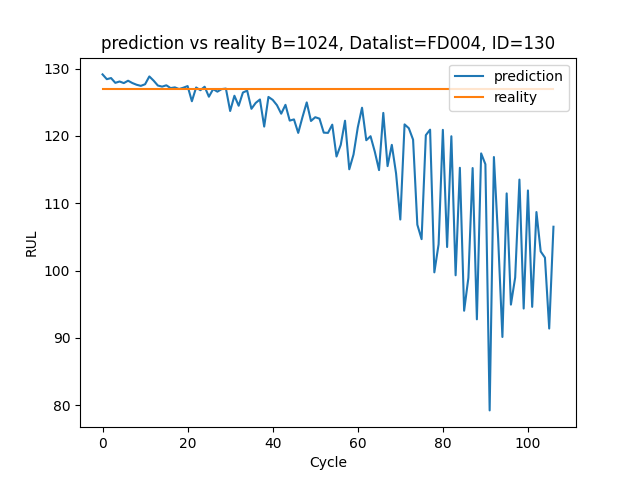 prediction vs reality B=1024, Datalist=FD004, ID=130
prediction
reality
RUL
130
120
110
100
90
80
0 20 40 60 80 100
Cycle